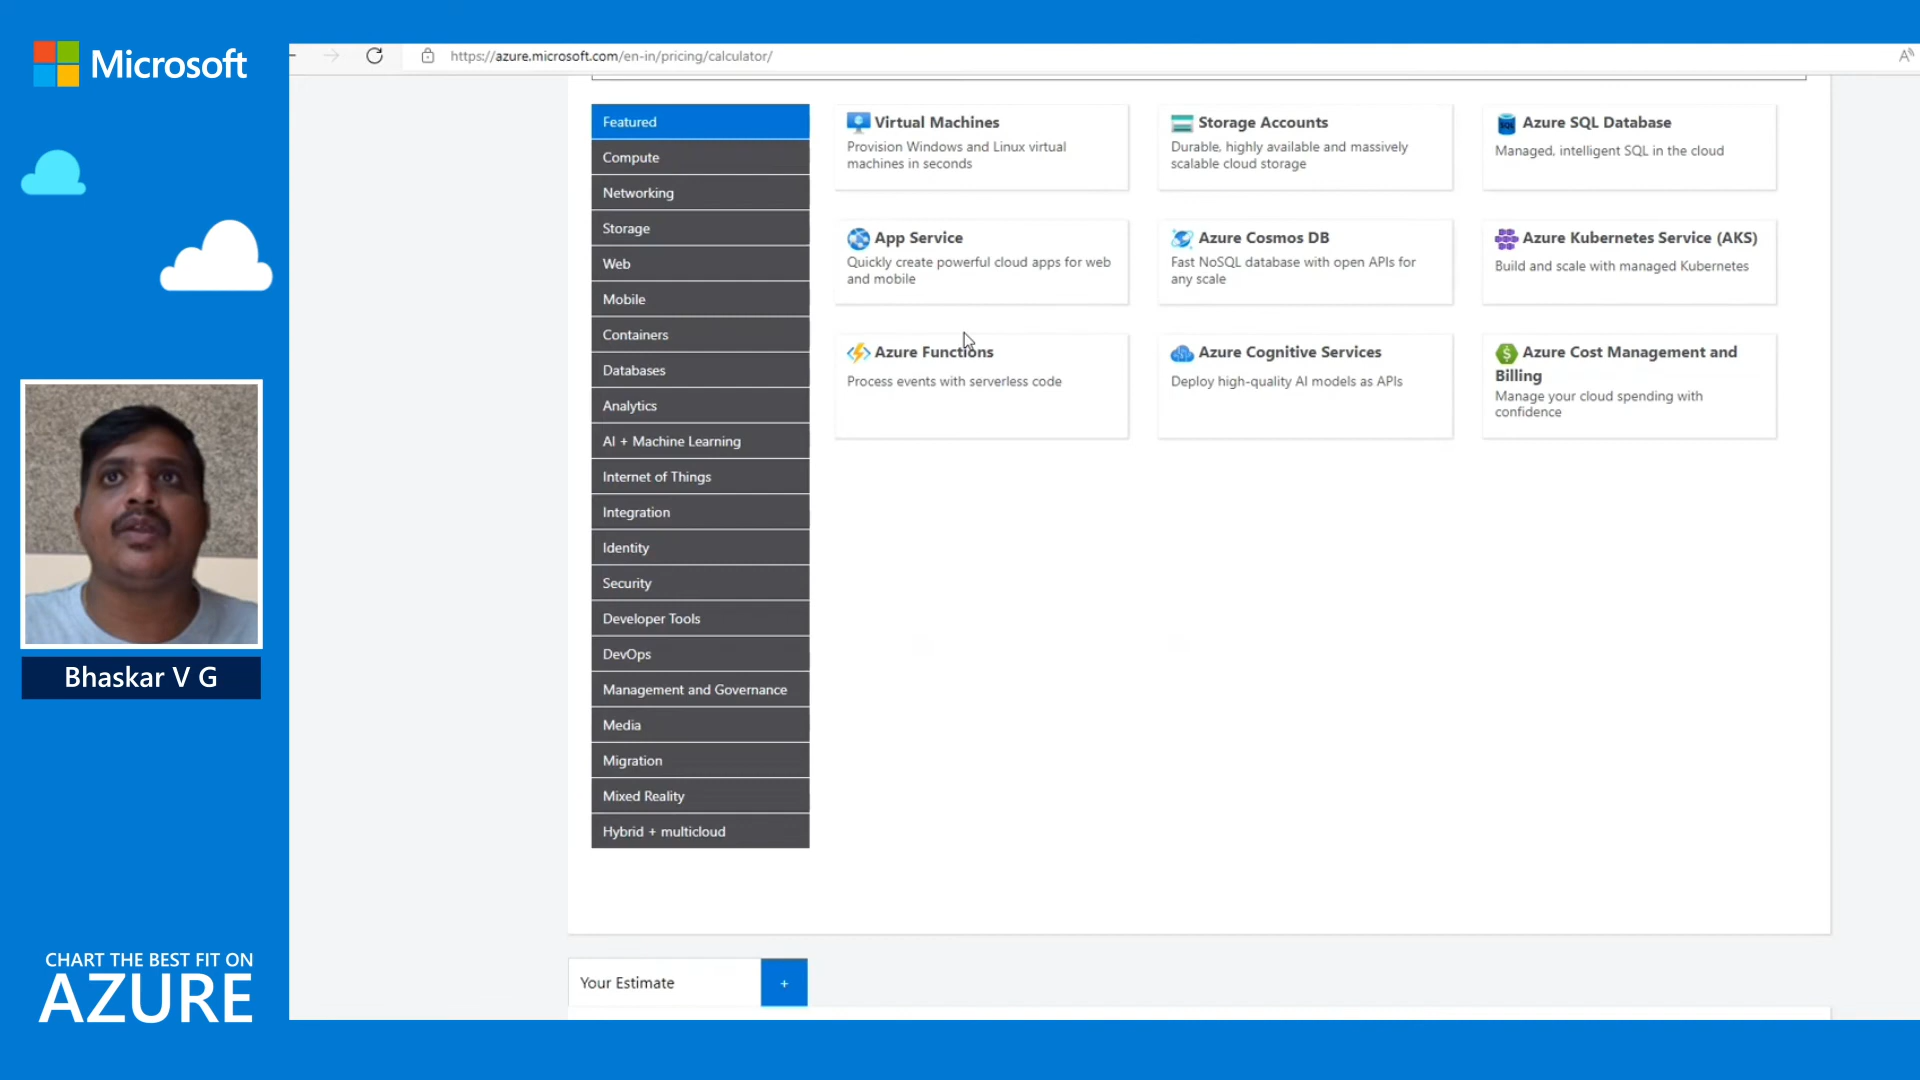 Microsoft
https://azure.microsoft.com/en-in/pricing/calculator/
Featured
Compute
Networking
Storage
Web
Mobile
Containers
Databases
Analytics
AI + Machine Learning
Internet of Things
Integration
Identity
Security
Developer Tools
DevOps
Management and Governance
Media
Migration
Mixed Reality
Hybrid + multicloud
Virtual Machines
Provision Windows and Linux virtual
machines in seconds
Storage Accounts
Durable, highly available and massively
scalable cloud storage
SQL
Azure SQL Database
Managed, intelligent SQL in the cloud
App Service
Quickly create powerful cloud apps for web
and mobile
Azure Cosmos DB
Fast NoSQL database with open APIs for
any scale
Azure Kubernetes Service (AKS)
Build and scale with managed Kubernetes
Azure Functions
Process events with serverless code
Azure Cognitive Services
Deploy high-quality AI models as APIs
Azure Cost Management and
Billing
Manage your cloud spending with
confidence
Your Estimate
+
Bhaskar V G
CHART THE BEST FIT ON
AZURE